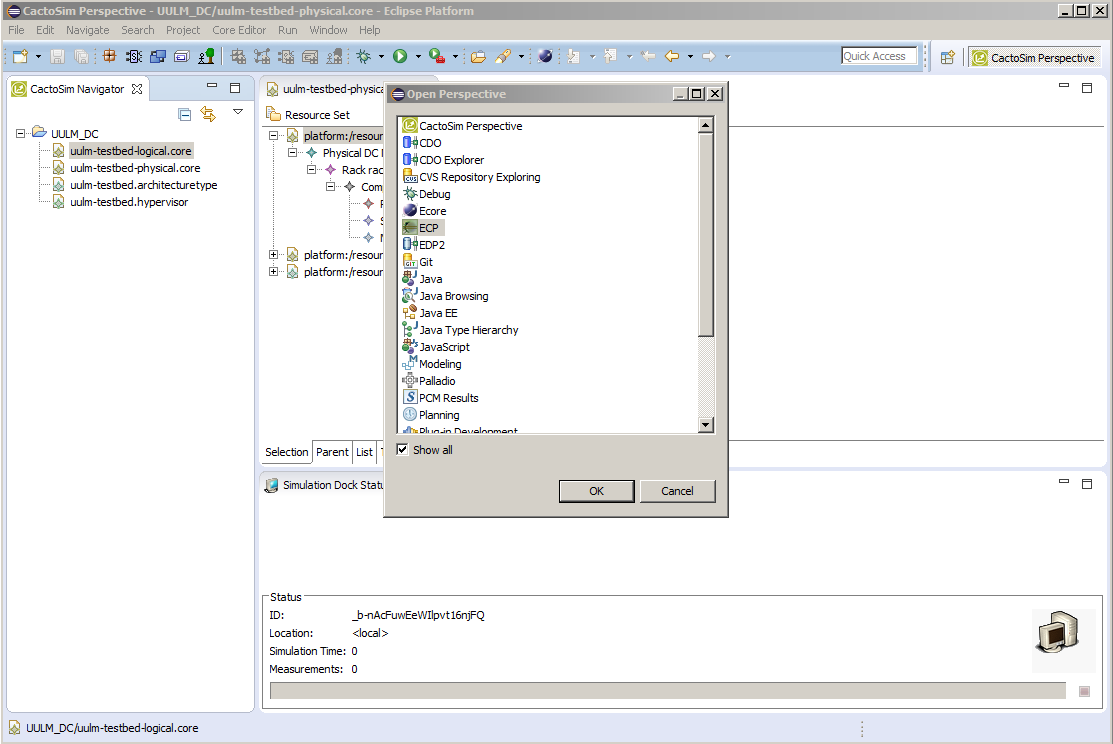 CactoSim Perspective - UULM_DC/uulm-testbed-physical.core - Eclipse Platform
File Edit Navigate Search Project Core Editor Run Window Help
Quick Access
CactoSim Perspective
CactoSim Navigator
UULM_DC
uulm-testbed-logical.core
uulm-testbed-physical.core
uulm-testbed.architecturetype
uulm-testbed.hypervisor
uulm-testbed-physica
Resource Set
platform:/resour
Physical DC
Rack rac
Com
platform:/resour
platform:/resour
Selection Parent List
Open Perspective
CactoSim Perspective
CDO
CDO Explorer
CVS Repository Exploring
Debug
Ecore
ECP
EDP2
Git
Java
Java Browsing
Java EE
Java Type Hierarchy
JavaScript
Modeling
Palladio
PCM Results
Planning
Plug-in Development
Show all
OK Cancel
Simulation Dock Statu
Status
ID: _b-nAcFuwEeWIlpvt16njFQ
Location: <local>
Simulation Time: 0
Measurements: 0
UULM_DC/uulm-testbed-logical.core